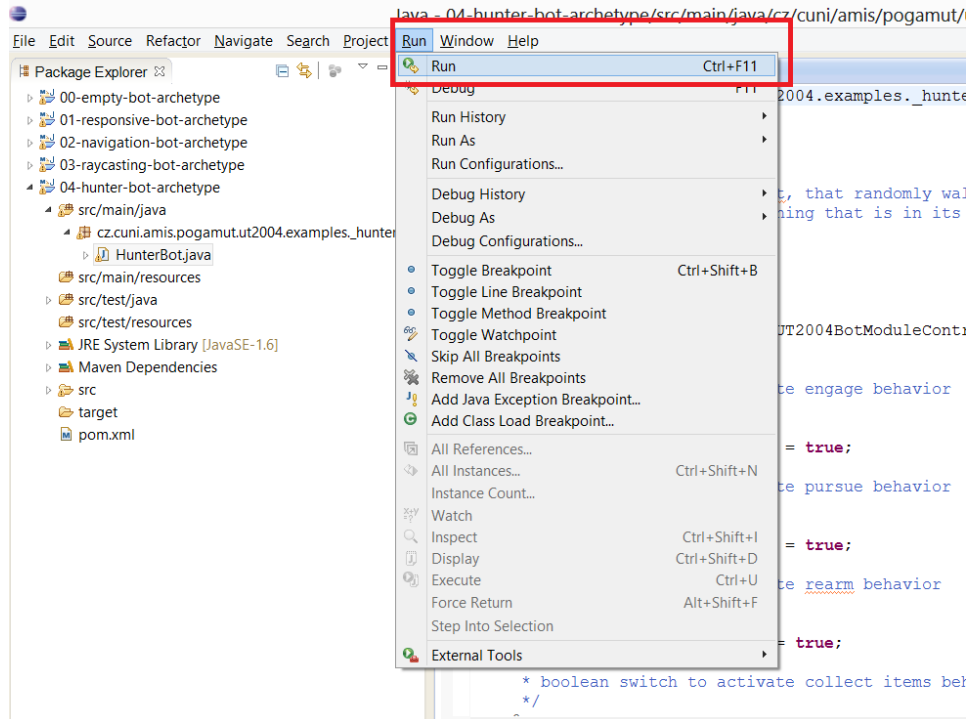 Java - 04-hunter-bot-archetype/src/main/java/cz/cuni/amis/pogamut/
File Edit Source Refactor Navigate Search Project Run Window Help
Package Explorer
00-empty-bot-archetype
01-responsive-bot-archetype
02-navigation-bot-archetype
03-raycasting-bot-archetype
04-hunter-bot-archetype
src/main/java
cz.cuni.amis.pogamut.ut2004.examples._hunter
HunterBot.java
src/main/resources
src/test/java
src/test/resources
JRE System Library [JavaSE-1.6]
Maven Dependencies
src
target
pom.xml
Run Ctrl+F11
Debug F11
Run History
Run As
Run Configurations...
Debug History
Debug As
Debug Configurations...
Toggle Breakpoint Ctrl+Shift+B
Toggle Line Breakpoint
Toggle Method Breakpoint
Toggle Watchpoint
Skip All Breakpoints
Remove All Breakpoints
Add Java Exception Breakpoint...
Add Class Load Breakpoint...
All References...
All Instances... Ctrl+Shift+N
Instance Count...
Watch
Inspect Ctrl+Shift+I
Display Ctrl+Shift+D
Execute Ctrl+U
Force Return Alt+Shift+F
Step Into Selection
External Tools
2004.examples._hunte
t, that randomly wal
hing that is in its
UT2004BotModuleContr
te engage behavior
= true;
te pursue behavior
= true;
te rearm behavior
= true;
* boolean switch to activate collect items beh
*/